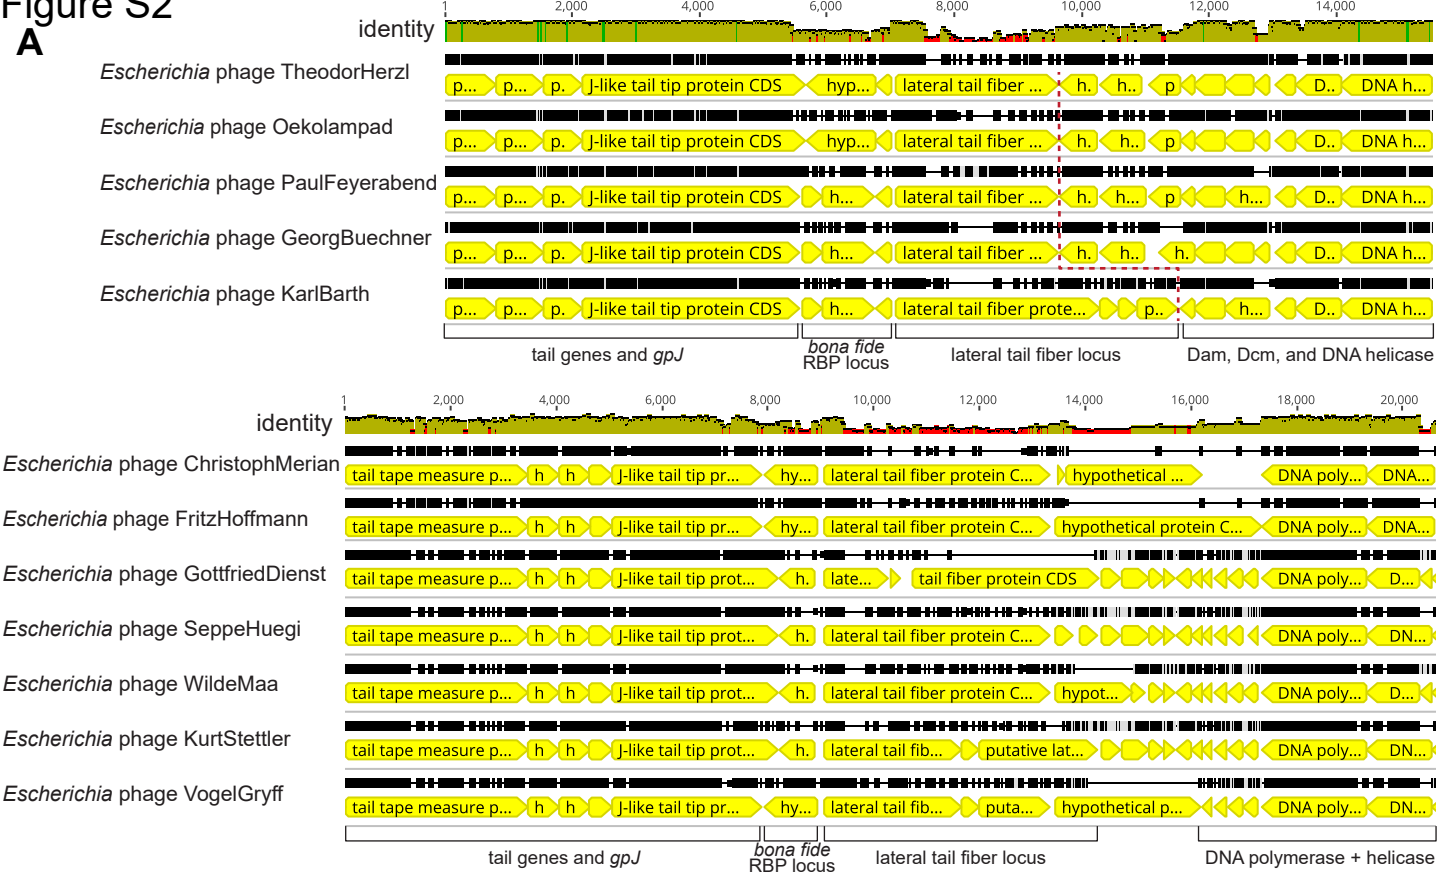 Figure S2
A
1 2,000 4,000 6,000 8,000 10,000 12,000 14,000
identity
Escherichia phage TheodorHerzl
p... p... p. J-like tail tip protein CDS hyp... lateral tail fiber ... h. h.. p D.. DNA h...
Escherichia phage Oekolampad
p... p... p. J-like tail tip protein CDS hyp... lateral tail fiber ... h. h.. p D.. DNA h...
Escherichia phage PaulFeyerabend
p... p... p. J-like tail tip protein CDS h... lateral tail fiber ... h. h... p h... D.. DNA h...
Escherichia phage GeorgBuechner
p... p... p. J-like tail tip protein CDS h... lateral tail fiber ... h. h.. h. D.. DNA h...
Escherichia phage KarlBarth
p... p... p. J-like tail tip protein CDS h... lateral tail fiber prote... p.. h... D.. DNA h...
tail genes and gpJ
bona fide
RBP locus
lateral tail fiber locus
Dam, Dcm, and DNA helicase
1 2,000 4,000 6,000 8,000 10,000 12,000 14,000 16,000 18,000 20,000
identity
Escherichia phage ChristophMerian
tail tape measure p... h h J-like tail tip pr... hy... lateral tail fiber protein C... hypothetical ... DNA poly... DNA...
Escherichia phage FritzHoffmann
tail tape measure p... h h J-like tail tip pr... hy... lateral tail fiber protein C... hypothetical protein C... DNA poly... DNA...
Escherichia phage GottfriedDienst
tail tape measure p... h h J-like tail tip prot... h. late... tail fiber protein CDS DNA poly... D...
Escherichia phage SeppeHuegi
tail tape measure p... h h J-like tail tip prot... h. lateral tail fiber protein C... DNA poly... DN...
Escherichia phage WildeMaa
tail tape measure p... h h J-like tail tip prot... h. lateral tail fiber protein C... hypot... DNA poly... D...
Escherichia phage KurtStettler
tail tape measure p... h h J-like tail tip prot... h. lateral tail fib... putative lat... DNA poly... DN...
Escherichia phage VogelGryff
tail tape measure p... h h J-like tail tip pr... hy... lateral tail fib... puta... hypothetical p... DNA poly... DN...
tail genes and gpJ
bona fide
RBP locus
lateral tail fiber locus
DNA polymerase + helicase